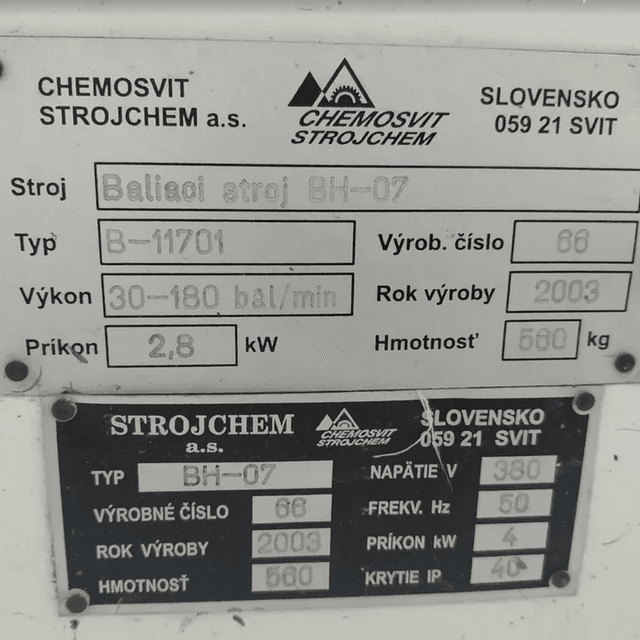 CHEMOSVIT STROJCHEM a.s.
CHEMOSVIT STROJCHEM
SLOVENSKO 059 21 SVIT
Stroj Baliaci stroj BH-07
Typ B-11701 Výrob. číslo 66
Výkon 30-180 bal/min Rok výroby 2003
Príkon 2,8 kW Hmotnosť 560 kg
STROJCHEM a.s.
CHEMOSVIT STROJCHEM
SLOVENSKO 059 21 SVIT
TYP BH-07 NAPÄTIE V 380
VÝROBNÉ ČÍSLO 66 FREKV. Hz 50
ROK VÝROBY 2003 PRÍKON kW 4
HMOTNOSŤ 560 KRYTIE IP 40